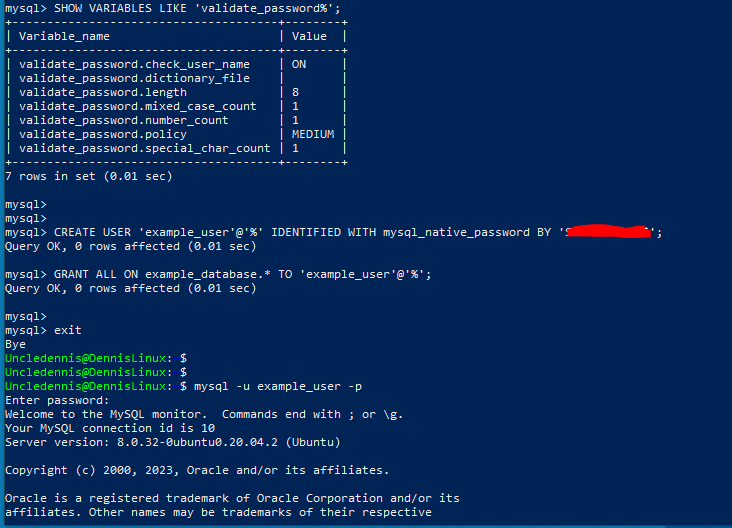 mysql> SHOW VARIABLES LIKE 'validate_password%';
+--------------------------------------+--------+
| Variable_name                        | Value  |
+--------------------------------------+--------+
| validate_password.check_user_name    | ON     |
| validate_password.dictionary_file    |        |
| validate_password.length             | 8      |
| validate_password.mixed_case_count   | 1      |
| validate_password.number_count       | 1      |
| validate_password.policy             | MEDIUM |
| validate_password.special_char_count | 1      |
+--------------------------------------+--------+
7 rows in set (0.01 sec)
mysql>
mysql>
mysql> CREATE USER 'example_user'@'%' IDENTIFIED WITH mysql_native_password BY ' ';
Query OK, 0 rows affected (0.01 sec)
mysql> GRANT ALL ON example_database.* TO 'example_user'@'%';
Query OK, 0 rows affected (0.01 sec)
mysql>
mysql> exit
Bye
Uncledennis@DennisLinux: $
Uncledennis@DennisLinux: $
Uncledennis@DennisLinux: $ mysql -u example_user -p
Enter password:
Welcome to the MySQL monitor.  Commands end with ; or \g.
Your MySQL connection id is 10
Server version: 8.0.32-0ubuntu0.20.04.2 (Ubuntu)
Copyright (c) 2000, 2023, Oracle and/or its affiliates.
Oracle is a registered trademark of Oracle Corporation and/or its
affiliates. Other names may be trademarks of their respective